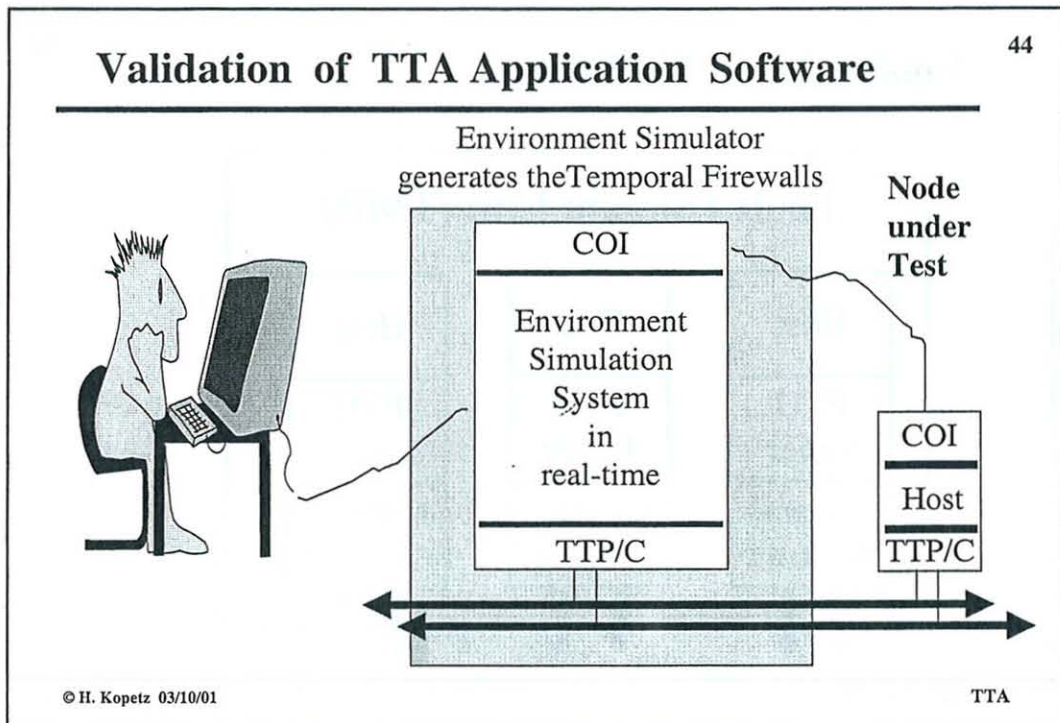 44
Validation of TTA Application Software
Environment Simulator
generates theTemporal Firewalls
Node
under
Test
COI
Environment
Simulation
System
in
real-time
TTP/C
COI
Host
TTP/C
© H. Kopetz 03/10/01
TTA